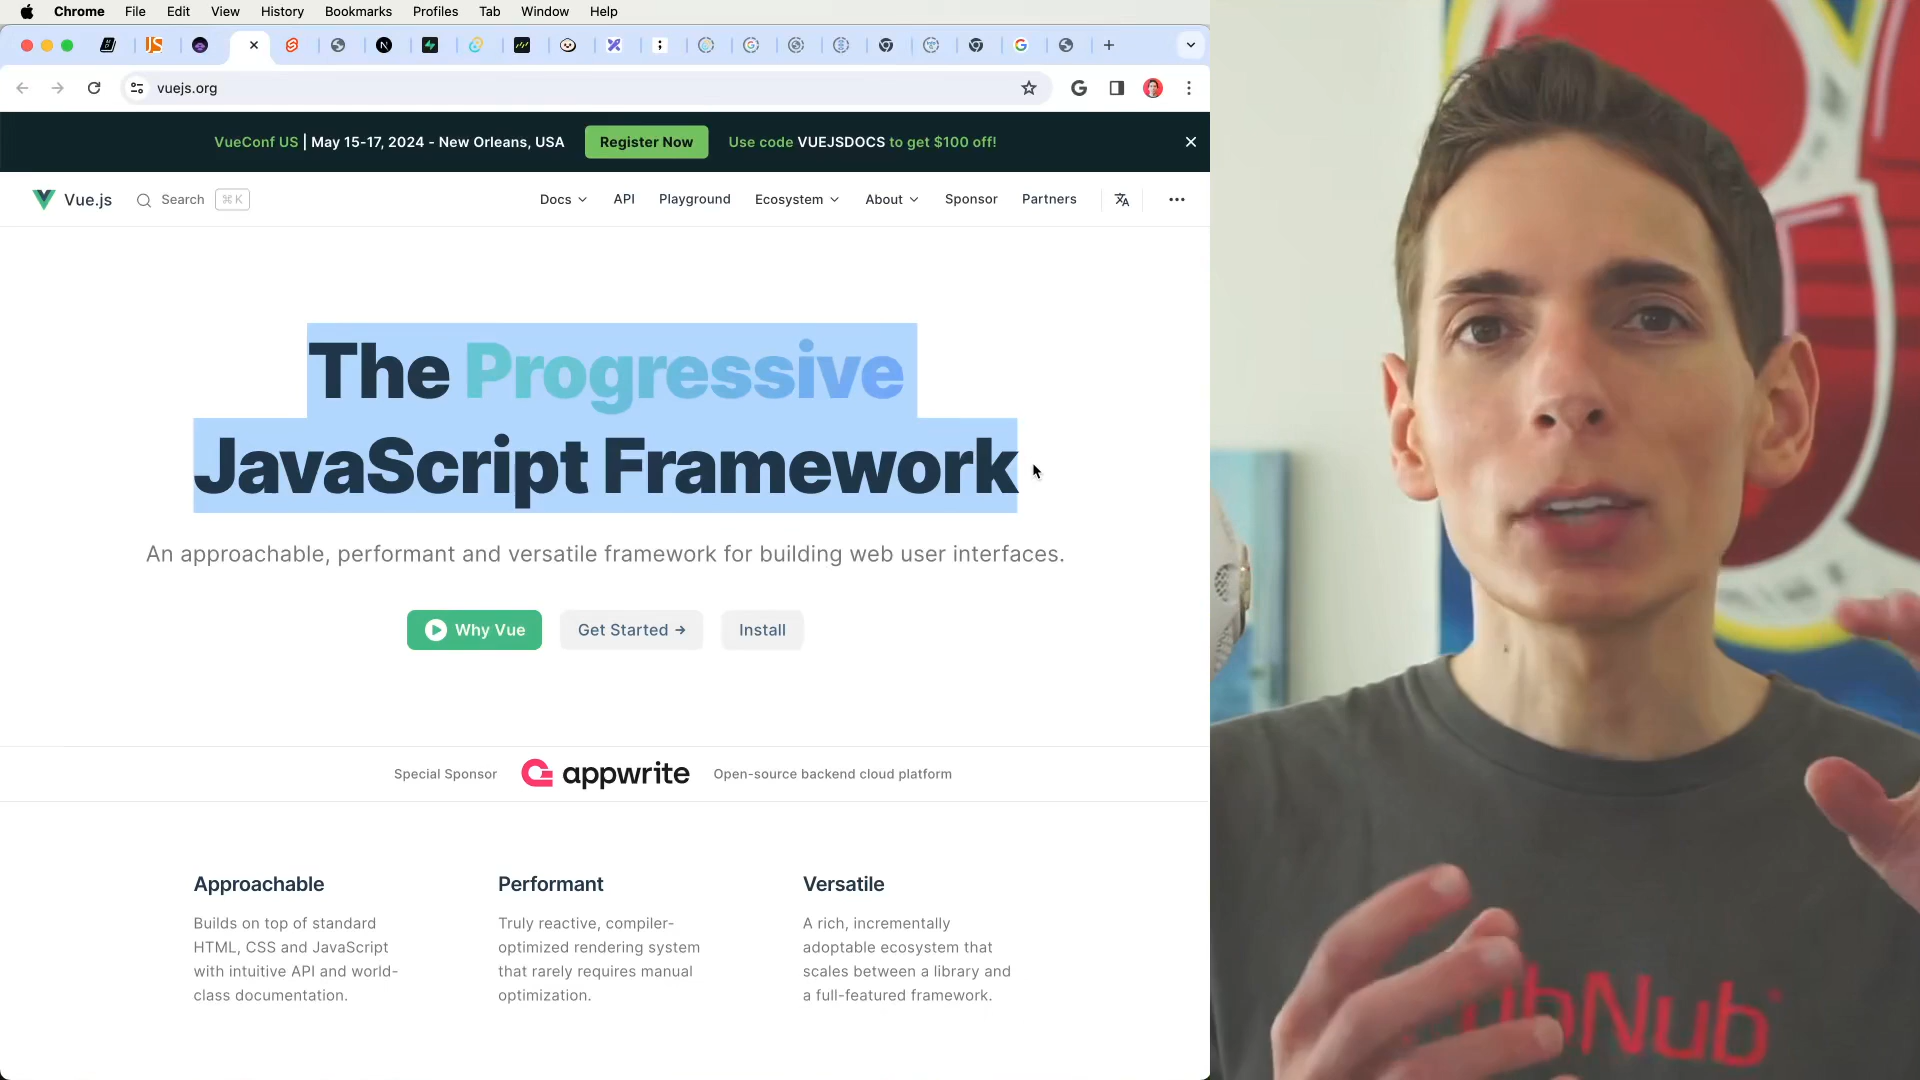 Chrome File Edit View History Bookmarks Profiles Tab Window Help
vuejs.org
VueConf US | May 15-17, 2024 - New Orleans, USA Register Now Use code VUEJSDOCS to get $100 off!
Vue.js Search ⌘ K Docs API Playground Ecosystem About Sponsor Partners
The Progressive
JavaScript Framework
An approachable, performant and versatile framework for building web user interfaces.
Why Vue Get Started → Install
Special Sponsor appwrite Open-source backend cloud platform
Approachable
Builds on top of standard
HTML, CSS and JavaScript
with intuitive API and world-
class documentation.
Performant
Truly reactive, compiler-
optimized rendering system
that rarely requires manual
optimization.
Versatile
A rich, incrementally
adoptable ecosystem that
scales between a library and
a full-featured framework.